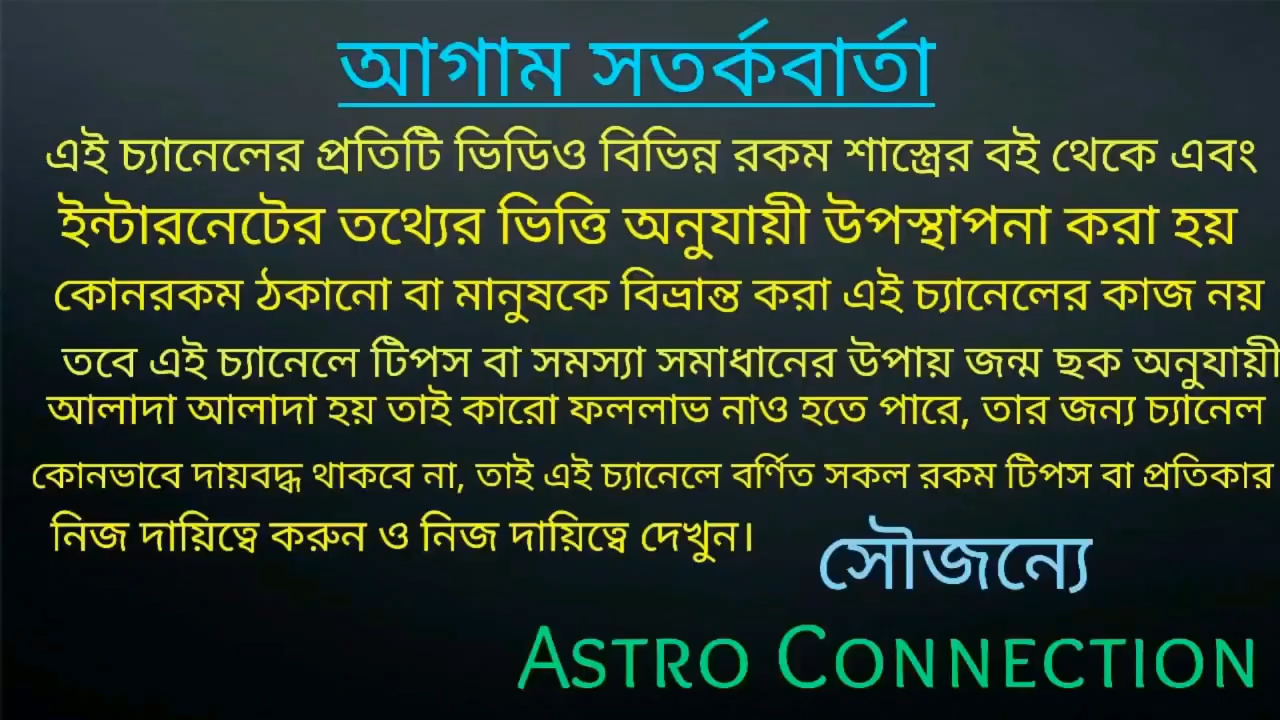 আগাম সতর্কবার্তা
এই চ্যানেলের প্রতিটি ভিডিও বিভিন্ন রকম শাস্ত্রের বই থেকে এবং
ইন্টারনেটের তথ্যের ভিত্তি অনুযায়ী উপস্থাপনা করা হয়
কোনরকম ঠকানো বা মানুষকে বিভ্রান্ত করা এই চ্যানেলের কাজ নয়
তবে এই চ্যানেলে টিপস বা সমস্যা সমাধানের উপায় জন্ম ছক অনুযায়ী
আলাদা আলাদা হয় তাই কারো ফললাভ নাও হতে পারে, তার জন্য চ্যানেল
কোনভাবে দায়বদ্ধ থাকবে না, তাই এই চ্যানেলে বর্ণিত সকল রকম টিপস বা প্রতিকার
নিজ দায়িত্বে করুন ও নিজ দায়িত্বে দেখুন।
সৌজন্যে
ASTRO CONNECTION